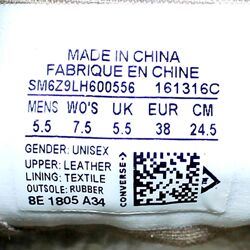 MADE IN CHINA
FABRIQUE EN CHINE
SM6Z9LH600556 161316C
MENS WO'S UK EUR CM
5.5 7.5 5.5 38 24.5
GENDER: UNISEX
UPPER: LEATHER
LINING: TEXTILE
OUTSOLE: RUBBER
BE 1805 A34
CONVERSE